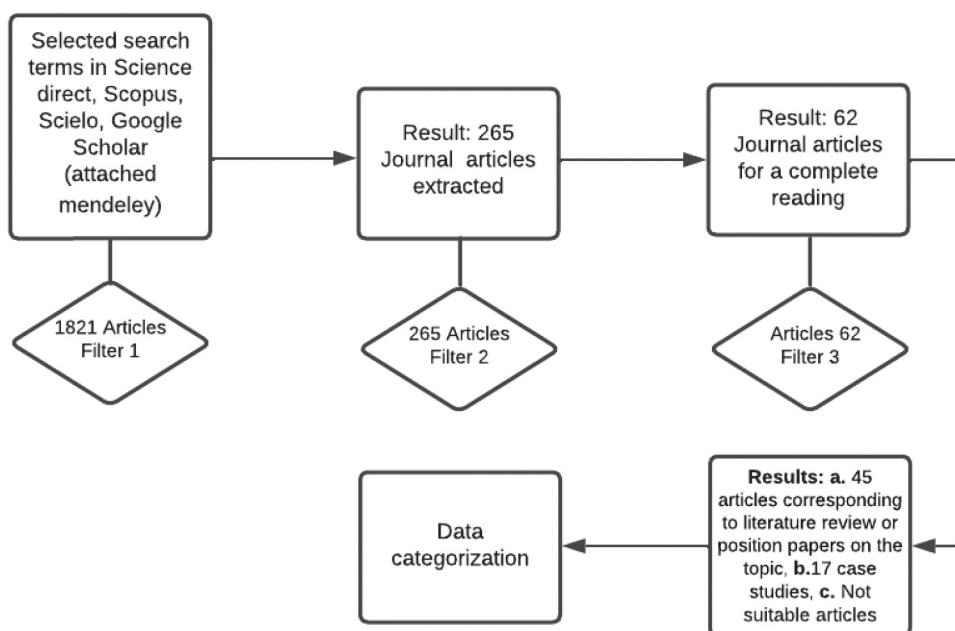 Selected search
terms in Science
direct, Scopus,
Scielo, Google
Scholar
(attached
mendeley)
Result: 265
Journal articles
extracted
Result: 62
Journal articles
for a complete
reading
1821 Articles
Filter 1
265 Articles
Filter 2
Articles 62
Filter 3
Results: a. 45
articles corresponding
to literature review or
position papers on the
topic, b.17 case
studies, c. Not
suitable articles
Data
categorization